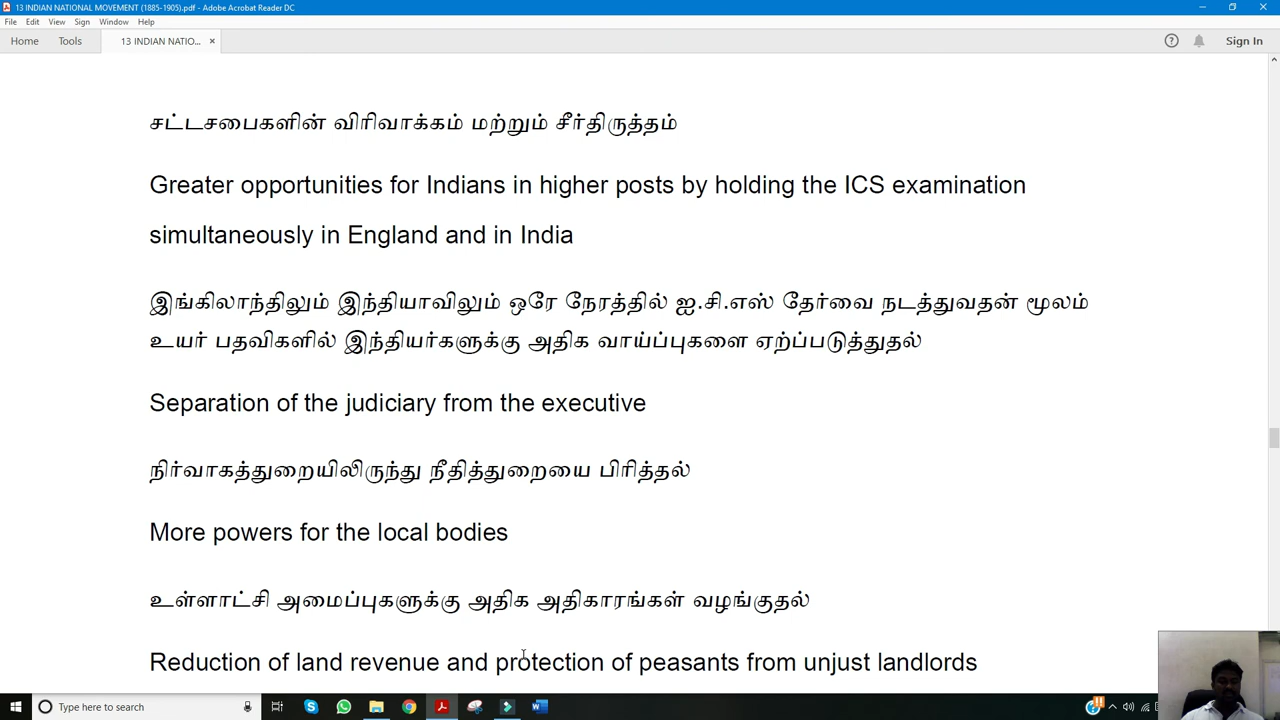 13 INDIAN NATIONAL MOVEMENT (1885-1905).pdf - Adobe Acrobat Reader DC
File Edit View Sign Window Help
Home Tools 13 INDIAN NATIO... × Sign In
சட்டசபைகளின் விரிவாக்கம் மற்றும் சீர்திருத்தம்
Greater opportunities for Indians in higher posts by holding the ICS examination
simultaneously in England and in India
இங்கிலாந்திலும் இந்தியாவிலும் ஒரே நேரத்தில் ஐ.சி.எஸ் தேர்வை நடத்துவதன் மூலம்
உயர் பதவிகளில் இந்தியர்களுக்கு அதிக வாய்ப்புகளை ஏற்ப்படுத்துதல்
Separation of the judiciary from the executive
நிர்வாகத்துறையிலிருந்து நீதித்துறையை பிரித்தல்
More powers for the local bodies
உள்ளாட்சி அமைப்புகளுக்கு அதிக அதிகாரங்கள் வழங்குதல்
Reduction of land revenue and protection of peasants from unjust landlords
Type here to search